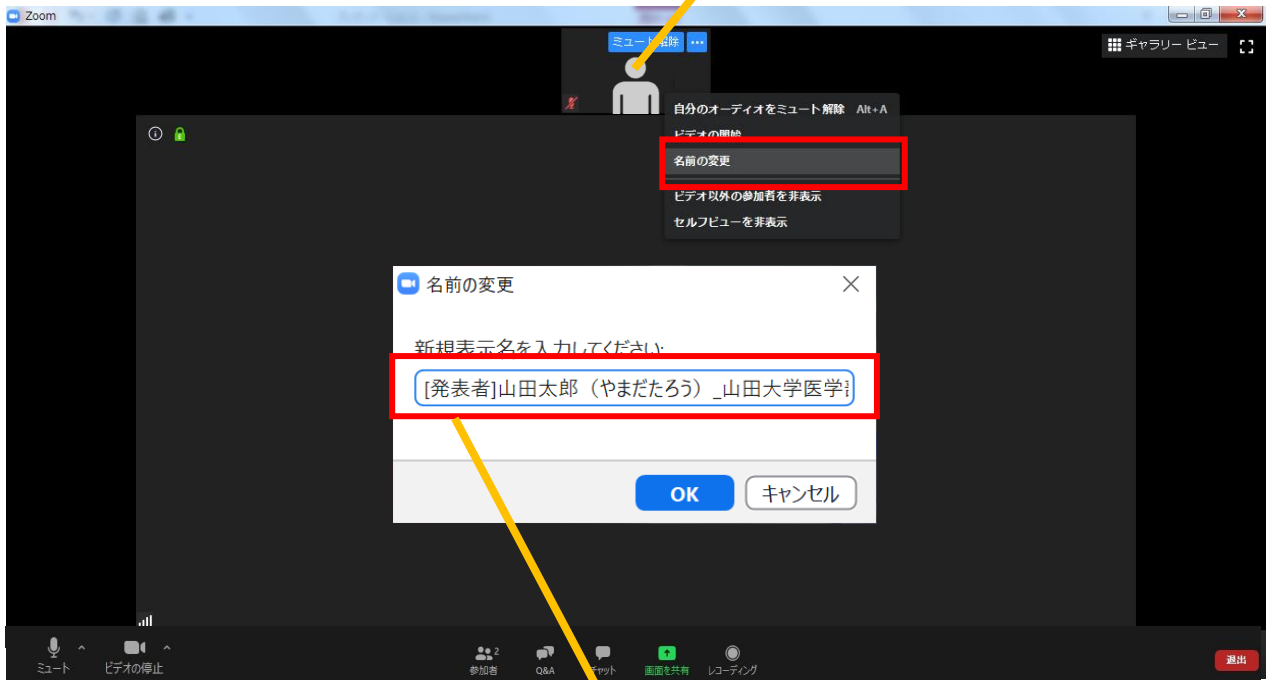 Zoom
ミュート解除 ...
ギャラリー ビュー
自分のオーディオをミュート解除 Alt+A
ビデオの開始
名前の変更
ビデオ以外の参加者を非表示
セルフビューを非表示
名前の変更
新規表示名を入力してください:
[発表者]山田太郎（やまだたろう）_山田大学医学
OK キャンセル
ミュート ビデオの停止 参加者 2 Q&A チャット 画面を共有 レコーディング 退出